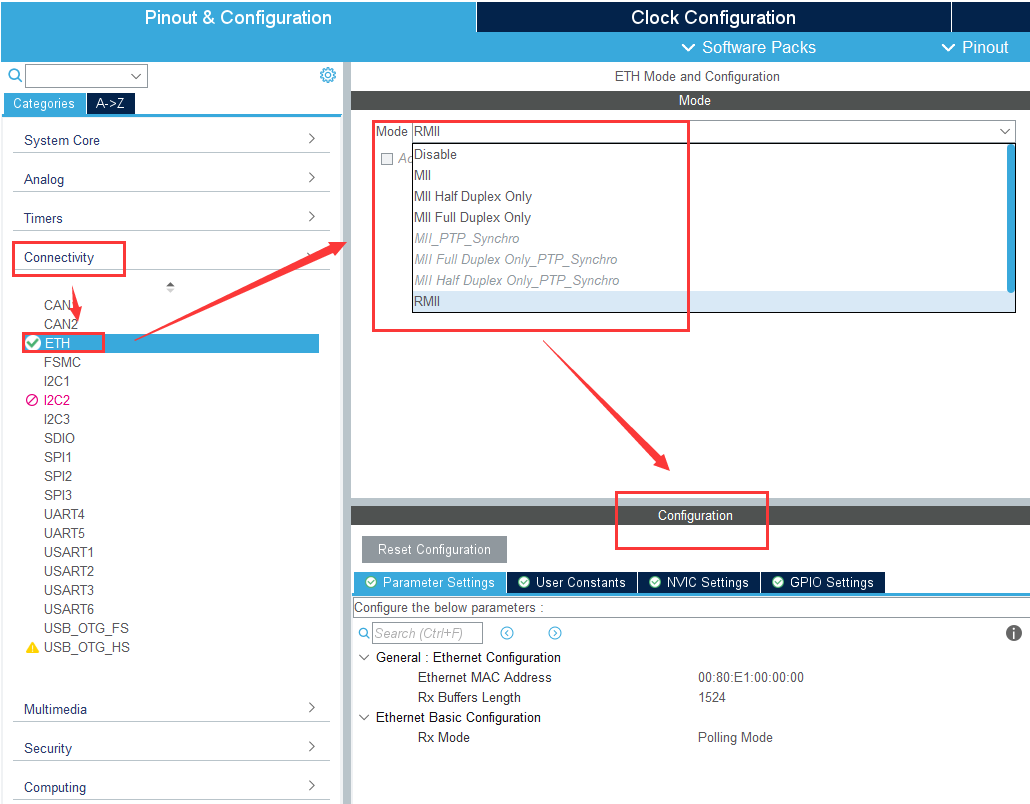 Pinout & Configuration
Clock Configuration
Software Packs
Pinout
Categories
A->Z
System Core
Analog
Timers
Connectivity
CAN1
CAN2
ETH
FSMC
I2C1
I2C2
I2C3
SDIO
SPI1
SPI2
SPI3
UART4
UART5
USART1
USART2
USART3
USART6
USB_OTG_FS
USB_OTG_HS
Multimedia
Security
Computing
ETH Mode and Configuration
Mode
Mode RMII
Disable
MII
MII Half Duplex Only
MII Full Duplex Only
MII_PTP_Synchro
MII Full Duplex Only_PTP_Synchro
MII Half Duplex Only_PTP_Synchro
RMII
Configuration
Reset Configuration
Parameter Settings
User Constants
NVIC Settings
GPIO Settings
Configure the below parameters :
Search (Ctrl+F)
General : Ethernet Configuration
Ethernet MAC Address 00:80:E1:00:00:00
Rx Buffers Length 1524
Ethernet Basic Configuration
Rx Mode Polling Mode